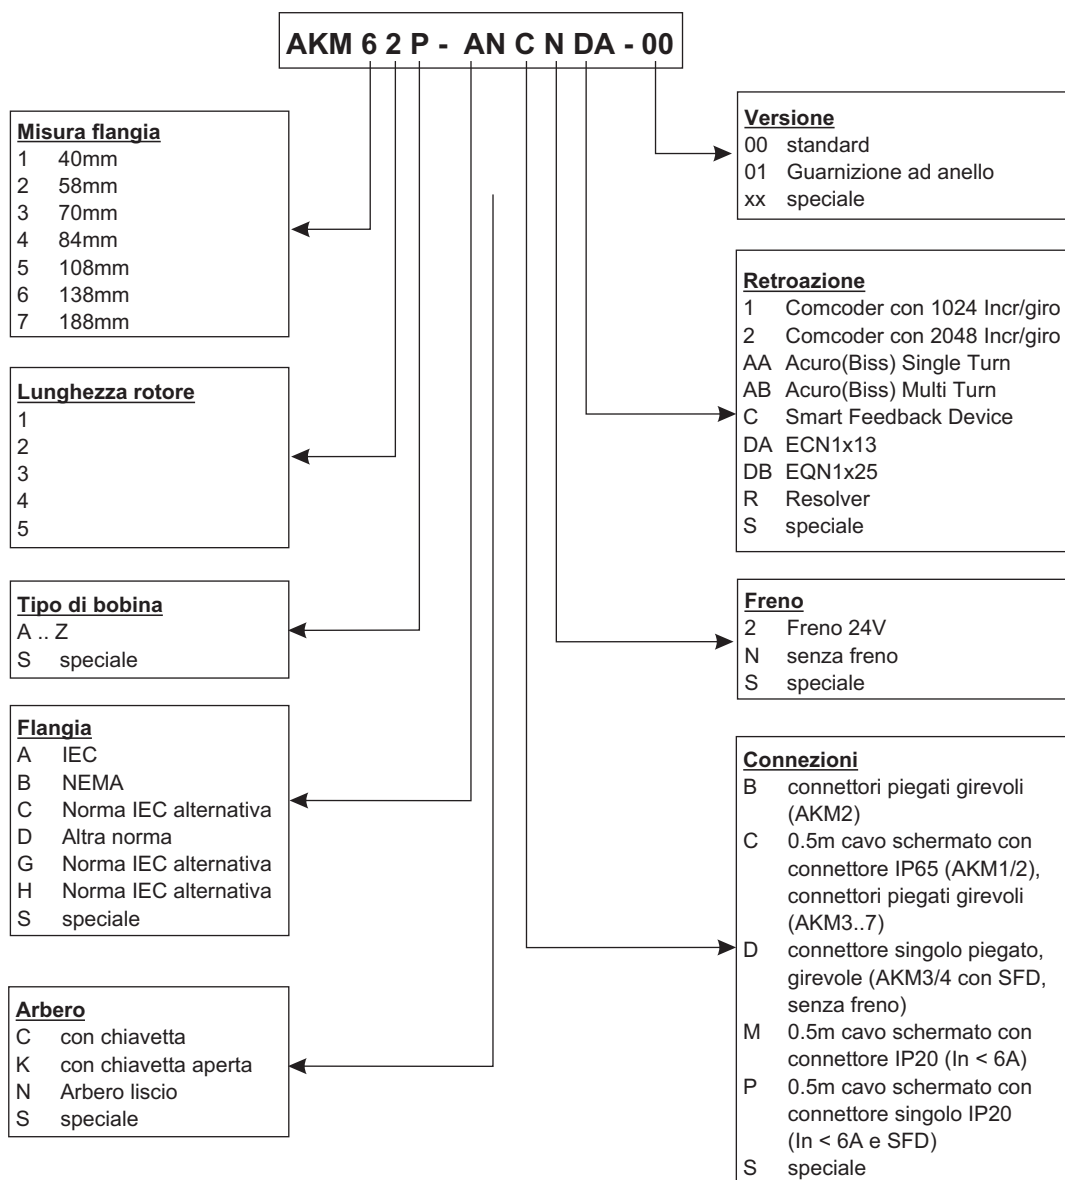 AKM 6 2 P - AN C N DA - 00
Misura flangia
1 40mm
2 58mm
3 70mm
4 84mm
5 108mm
6 138mm
7 188mm
Lunghezza rotore
1
2
3
4
5
Tipo di bobina
A .. Z
S speciale
Flangia
A IEC
B NEMA
C Norma IEC alternativa
D Altra norma
G Norma IEC alternativa
H Norma IEC alternativa
S speciale
Arbero
C con chiavetta
K con chiavetta aperta
N Arbero liscio
S speciale
Versione
00 standard
01 Guarnizione ad anello
xx speciale
Retroazione
1 Comcoder con 1024 Incr/giro
2 Comcoder con 2048 Incr/giro
AA Acuro(Biss) Single Turn
AB Acuro(Biss) Multi Turn
C Smart Feedback Device
DA ECN1x13
DB EQN1x25
R Resolver
S speciale
Freno
2 Freno 24V
N senza freno
S speciale
Connezioni
B connettori piegati girevoli
(AKM2)
C 0.5m cavo schermato con
connettore IP65 (AKM1/2),
connettori piegati girevoli
(AKM3..7)
D connettore singolo piegato,
girevole (AKM3/4 con SFD,
senza freno)
M 0.5m cavo schermato con
connettore IP20 (In < 6A)
P 0.5m cavo schermato con
connettore singolo IP20
(In < 6A e SFD)
S speciale